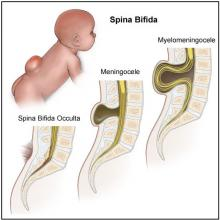 Spina Bifida
Myelomeningocele
Meningocele
Spina Bifida Occulta